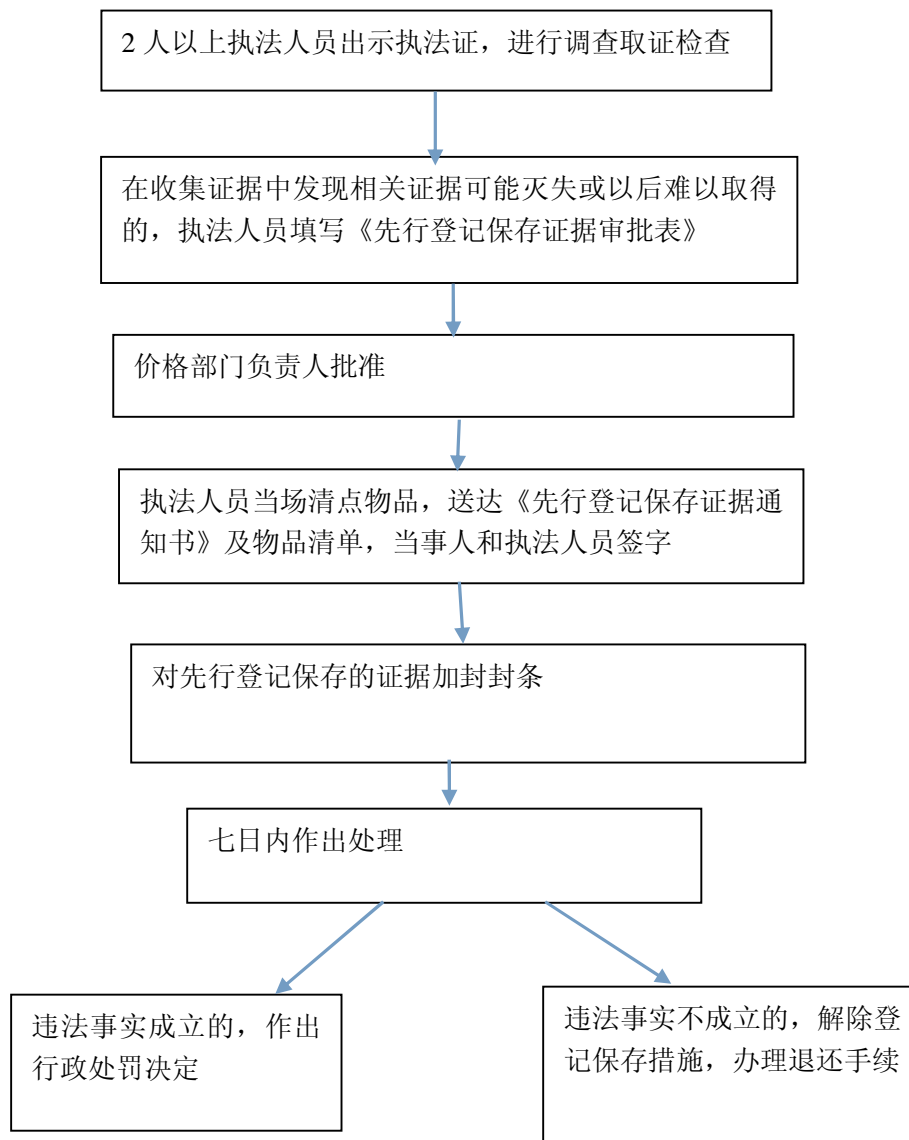 2 人以上执法人员出示执法证，进行调查取证检查
在收集证据中发现相关证据可能灭失或以后难以取得
的，执法人员填写《先行登记保存证据审批表》
价格部门负责人批准
执法人员当场清点物品，送达《先行登记保存证据通
知书》及物品清单，当事人和执法人员签字
对先行登记保存的证据加封封条
七日内作出处理
违法事实成立的，作出
行政处罚决定
违法事实不成立的，解除登
记保存措施，办理退还手续